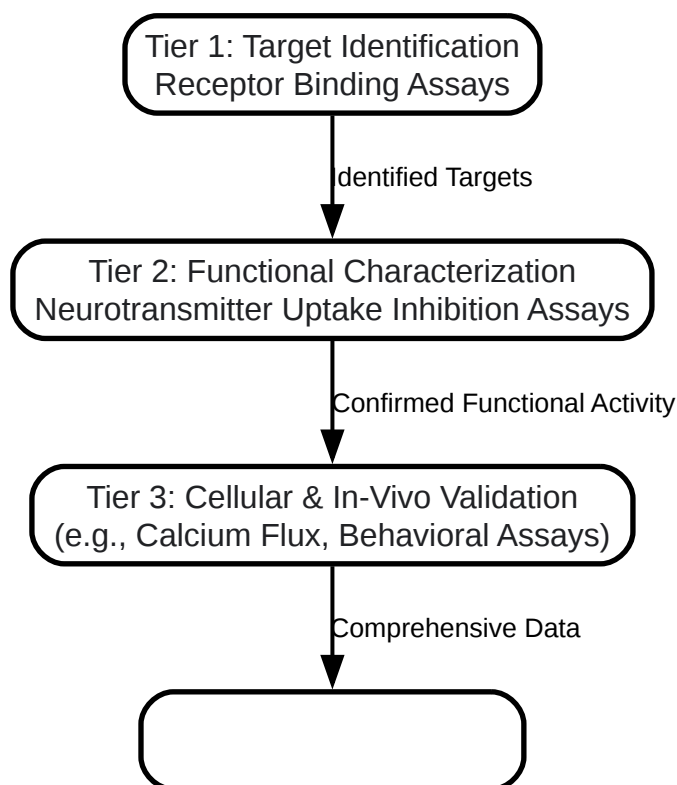 Tier 1: Target Identification
Receptor Binding Assays
Identified Targets
Tier 2: Functional Characterization
Neurotransmitter Uptake Inhibition Assays
Confirmed Functional Activity
Tier 3: Cellular & In-Vivo Validation
(e.g., Calcium Flux, Behavioral Assays)
Comprehensive Data